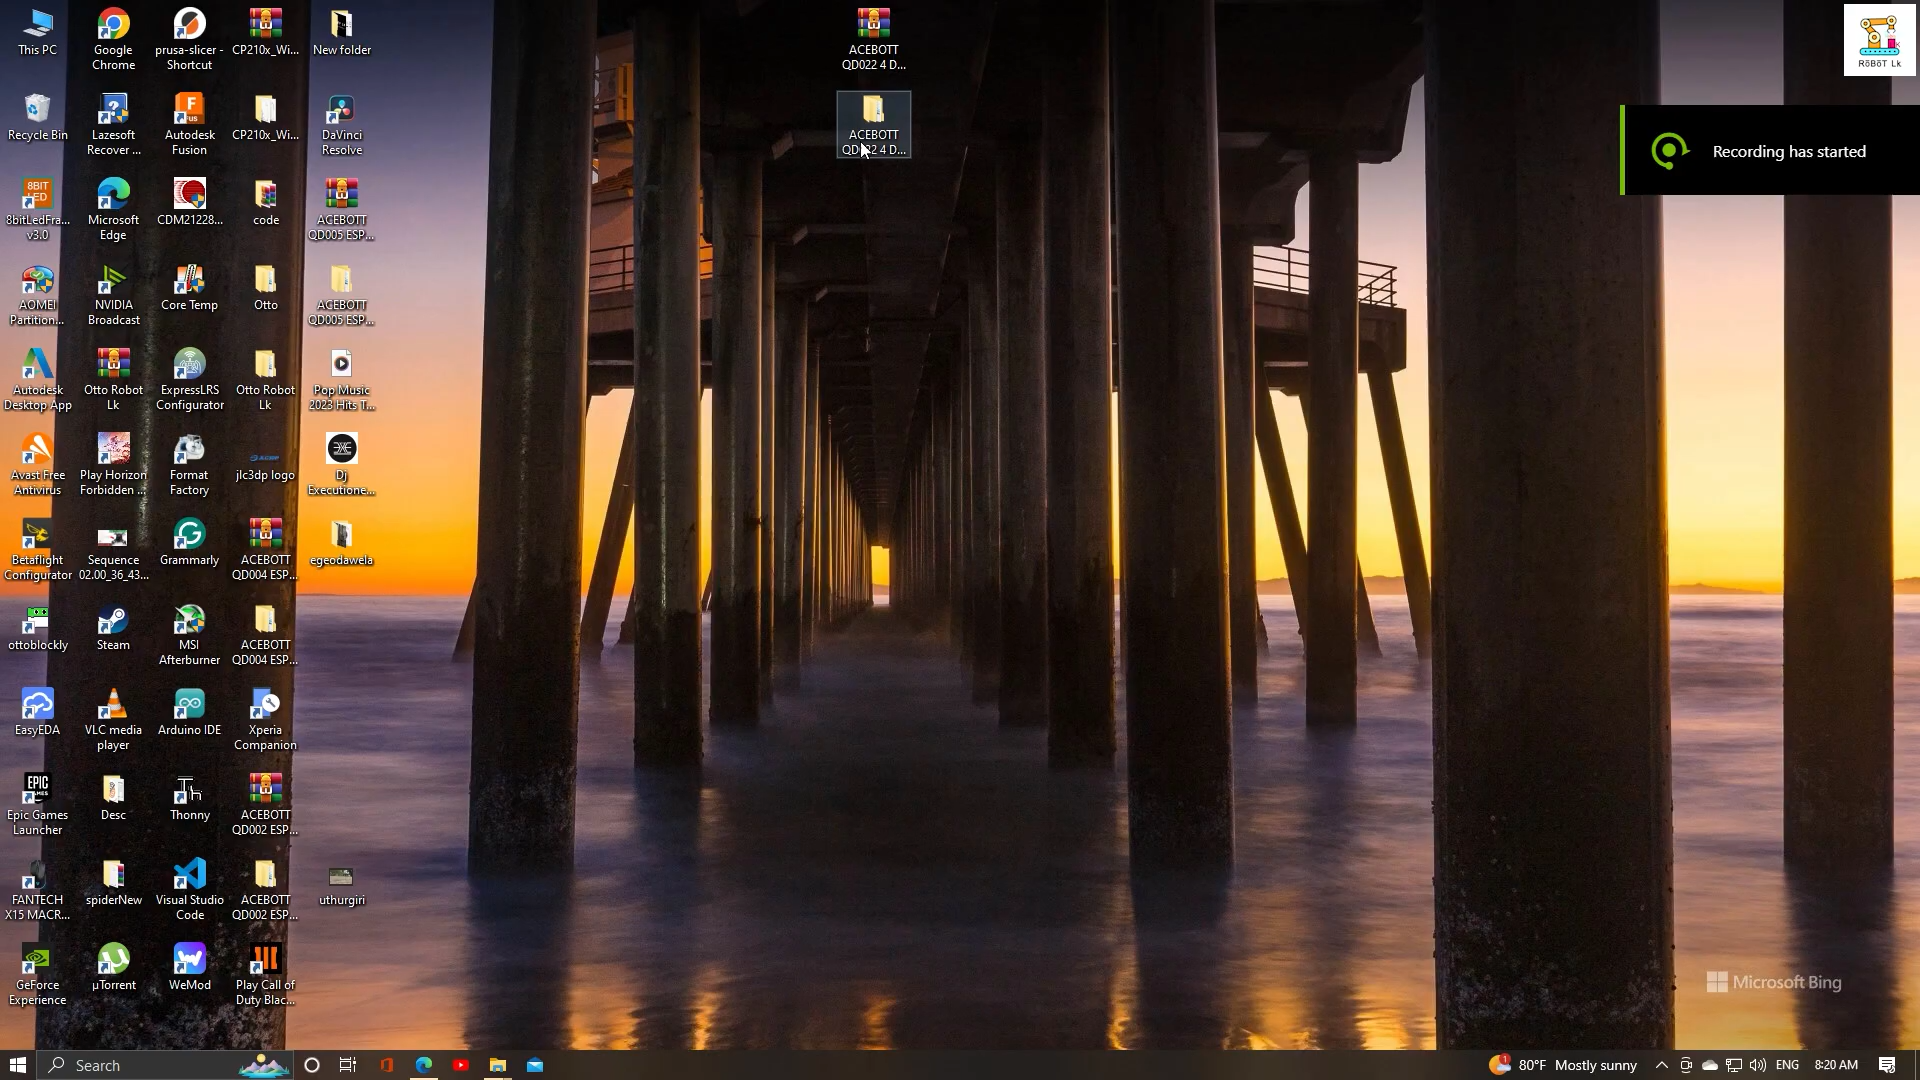 This PC
Google
Chrome
prusa-slicer -
Shortcut
CP210x_Wi...
New folder
ACEBOTT
QD022 4 D...
RöBöT Lk
Recycle Bin
Lazesoft
Recover ...
Autodesk
Fusion
CP210x_Wi...
DaVinci
Resolve
ACEBOTT
QD022 4 D...
Recording has started
8BIT
LED
8bitLedFra...
v3.0
Microsoft
Edge
CDM21228...
code
ACEBOTT
QD005 ESP...
AOMEI
Partition...
NVIDIA
Broadcast
Core Temp
Otto
ACEBOTT
QD005 ESP...
Autodesk
Desktop App
Otto Robot
Lk
ExpressLRS
Configurator
Otto Robot
Lk
Pop Music
2023 Hits T...
Avast Free
Antivirus
Play Horizon
Forbidden ...
Format
Factory
jlc3dp logo
Dj
Executione...
Betaflight
Configurator
Sequence
02.00_36_43...
Grammarly
ACEBOTT
QD004 ESP...
egeodawela
ottoblockly
Steam
MSI
Afterburner
ACEBOTT
QD004 ESP...
EasyEDA
VLC media
player
Arduino IDE
Xperia
Companion
EPIC
GAMES
Epic Games
Launcher
Desc
Th
Thonny
ACEBOTT
QD002 ESP...
FANTECH
X15 MACR...
spiderNew
Visual Studio
Code
ACEBOTT
QD002 ESP...
uthurgiri
GeForce
Experience
µTorrent
WeMod
Play Call of
Duty Blac...
Microsoft Bing
Search
1
80°F Mostly sunny
ENG
8:20 AM